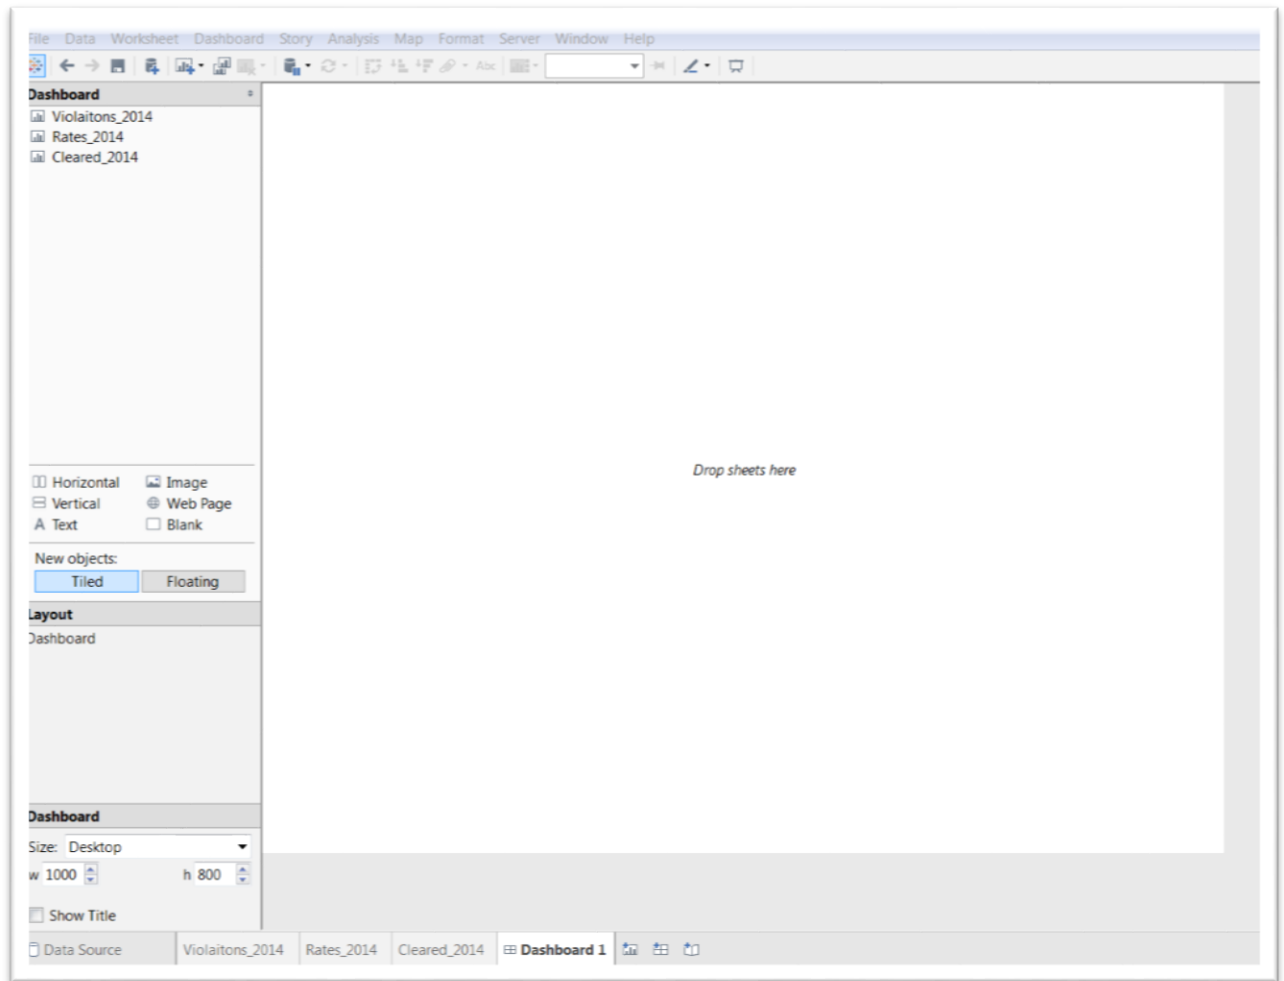 File Data Worksheet Dashboard Story Analysis Map Format Server Window Help
Abc
Dashboard
Violaitons_2014
Rates_2014
Cleared_2014
Drop sheets here
Horizontal Image
Vertical Web Page
A Text Blank
New objects:
Tiled Floating
Layout
Dashboard
Dashboard
Size: Desktop
w 1000 h 800
Show Title
Data Source Violaitons_2014 Rates_2014 Cleared_2014 Dashboard 1